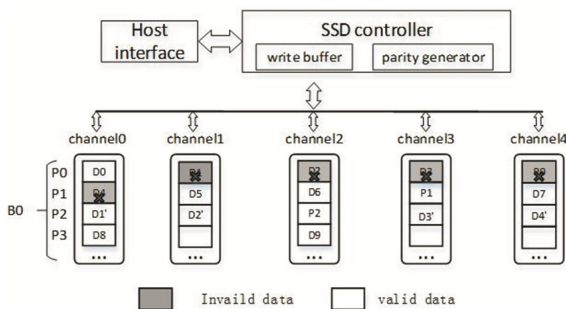 Host interface
SSD controller
write buffer
parity generator
channel0
channel1
channel2
channel3
channel4
B0
P0
P1
P2
P3
D0
D4
D1'
D8
...
D5
D2'
...
D6
P2
D9
...
P1
D3'
...
D7
D4'
...
Invaild data
valid data